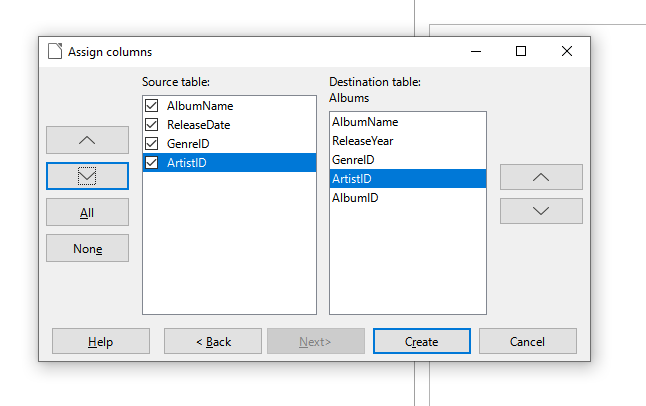 Assign columns
Source table:
AlbumName
ReleaseDate
GenreID
ArtistID
Destination table:
Albums
AlbumName
ReleaseYear
GenreID
ArtistID
AlbumID
All
None
Help
< Back
Next>
Create
Cancel